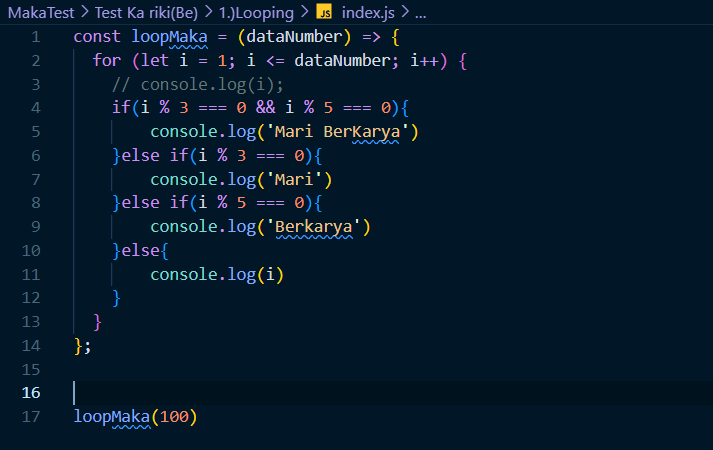 MakaTest > Test Ka riki(Be) > 1.)Looping > JS index.js > ...
1 const loopMaka = (dataNumber) => {
2 for (let i = 1; i <= dataNumber; i++) {
3 // console.log(i);
4 if(i % 3 === 0 && i % 5 === 0){
5 console.log('Mari BerKarya')
6 }else if(i % 3 === 0){
7 console.log('Mari')
8 }else if(i % 5 === 0){
9 console.log('Berkarya')
10 }else{
11 console.log(i)
12 }
13 }
14 };
15
16
17 loopMaka(100)